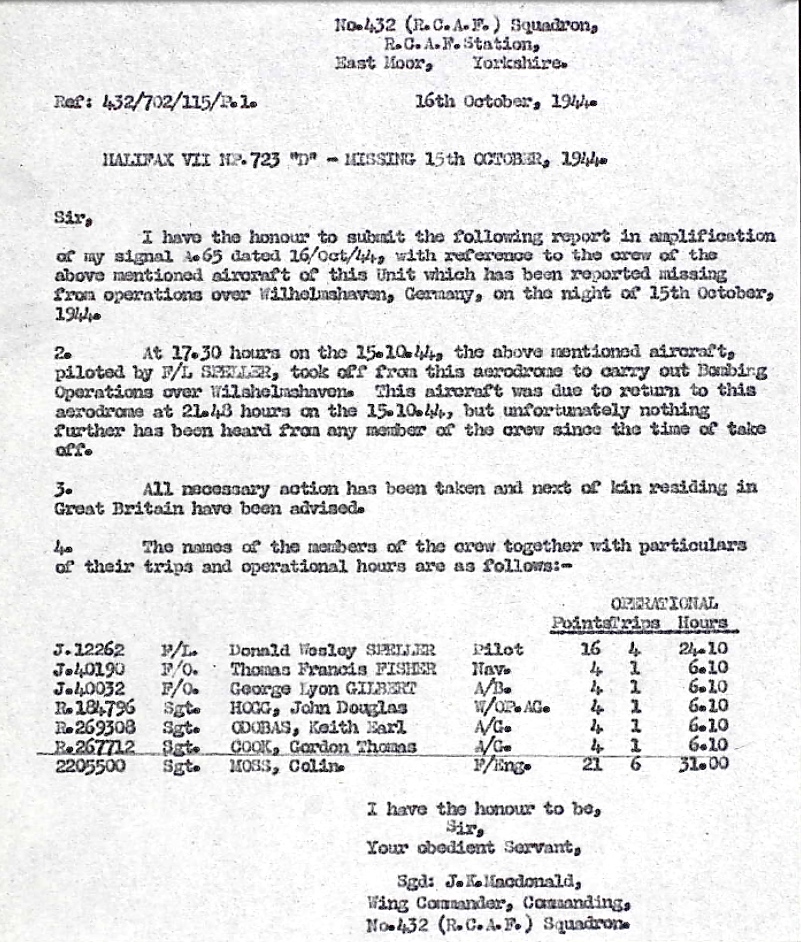 No.432 (R.C.A.F.) Squadron,
R.C.A.F. Station,
East Moor, Yorkshire.
Ref: 432/702/115/P.1. 16th October, 1944.
HALIFAX VII NP.723 "D" - MISSING 15th OCTOBER, 1944.
Sir,
I have the honour to submit the following report in amplification
of my signal A.65 dated 16/Oct/44, with reference to the crew of the
above mentioned aircraft of this Unit which has been reported missing
from operations over Wilhelmshaven, Germany, on the night of 15th October,
1944.
2. At 17.30 hours on the 15.10.44, the above mentioned aircraft,
piloted by F/L SPELLER, took off from this aerodrome to carry out Bombing
Operations over Wilshelmshaven. This aircraft was due to return to this
aerodrome at 21.48 hours on the 15.10.44, but unfortunately nothing
further has been heard from any member of the crew since the time of take
off.
3. All necessary action has been taken and next of kin residing in
Great Britain have been advised.
4. The names of the members of the crew together with particulars
of their trips and operational hours are as follows:-
OPERATIONAL
Points Trips Hours
J.12262 F/L. Donald Wesley SPELLER Pilot 16 4 24.10
J.40190 F/O. Thomas Francis FISHER Nav. 4 1 6.10
J.40032 F/O. George Lyon GILBERT A/B. 4 1 6.10
R.184796 Sgt. HOGG, John Douglas W/OP.AG. 4 1 6.10
R.269308 Sgt. ODOBAS, Keith Earl A/G. 4 1 6.10
R.267712 Sgt. COOK, Gordon Thomas A/G. 4 1 6.10
2205500 Sgt. MOSS, Colin. F/Eng. 21 6 31.00
I have the honour to be,
Sir,
Your obedient Servant,
Sgd: J.K.Macdonald,
Wing Commander, Commanding,
No.432 (R.C.A.F.) Squadron.